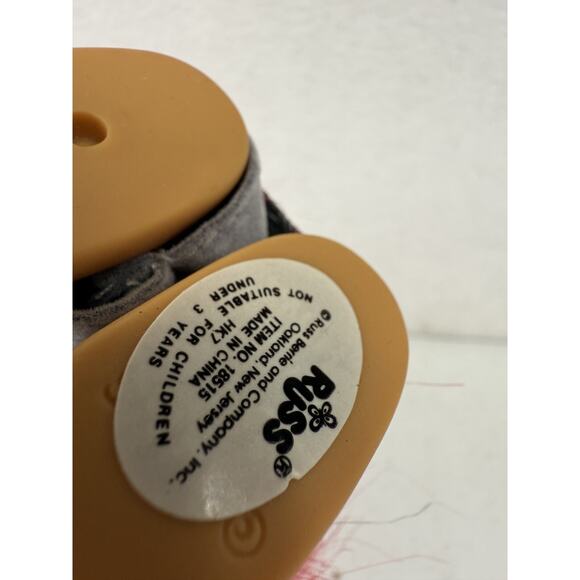 RUSS®
© Russ Berrie and Company, Inc.
Oakland, New Jersey
ITEM NO. 18515
HK7
MADE IN CHINA
NOT SUITABLE FOR CHILDREN
UNDER 3 YEARS
©